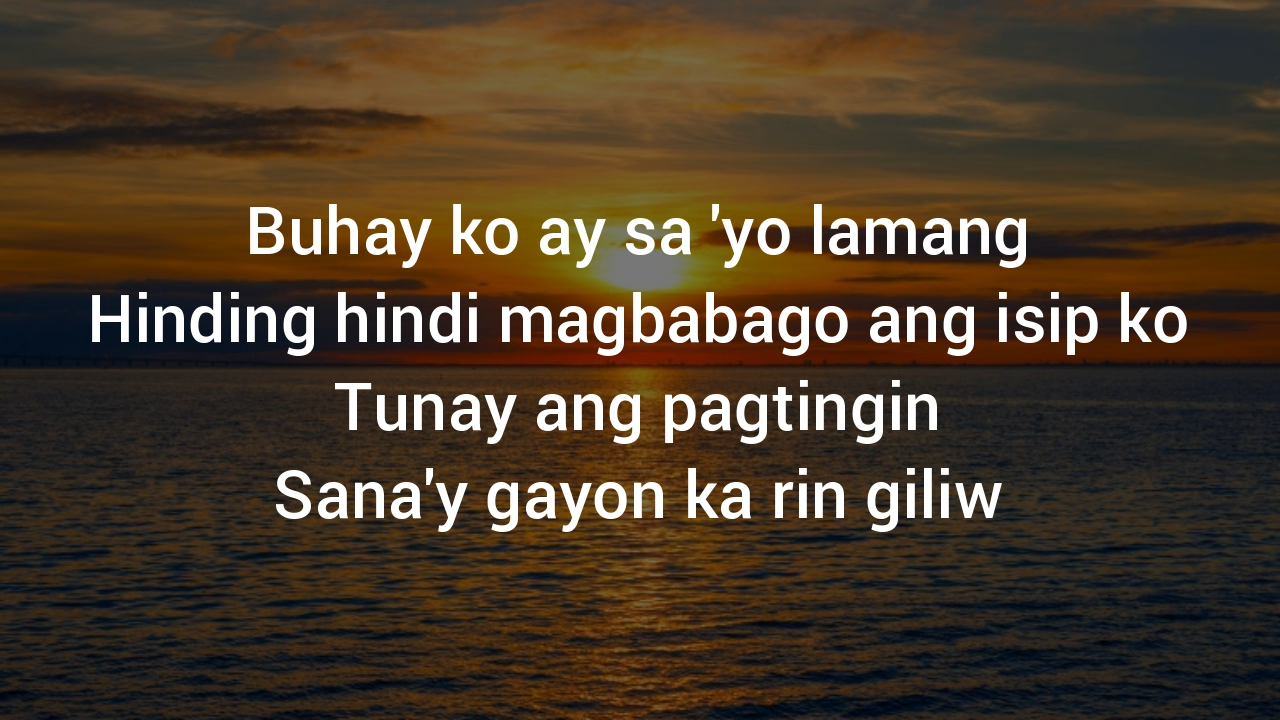 Buhay ko ay sa 'yo lamang
Hinding hindi magbabago ang isip ko
Tunay ang pagtingin
Sana'y gayon ka rin giliw